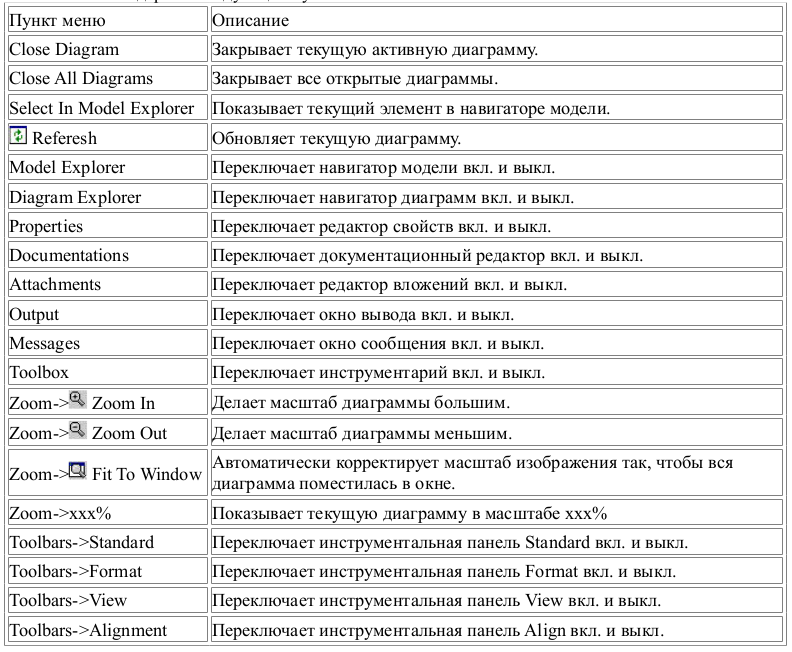 Пункт меню Описание
Close Diagram Закрывает текущую активную диаграмму.
Close All Diagrams Закрывает все открытые диаграммы.
Select In Model Explorer Показывает текущий элемент в навигаторе модели.
Referesh Обновляет текущую диаграмму.
Model Explorer Переключает навигатор модели вкл. и выкл.
Diagram Explorer Переключает навигатор диаграмм вкл. и выкл.
Properties Переключает редактор свойств вкл. и выкл.
Documentations Переключает документационный редактор вкл. и выкл.
Attachments Переключает редактор вложений вкл. и выкл.
Output Переключает окно вывода вкл. и выкл.
Messages Переключает окно сообщения вкл. и выкл.
Toolbox Переключает инструментарий вкл. и выкл.
Zoom-> Zoom In Делает масштаб диаграммы большим.
Zoom-> Zoom Out Делает масштаб диаграммы меньшим.
Zoom-> Fit To Window Автоматически корректирует масштаб изображения так, чтобы вся
диаграмма поместилась в окне.
Zoom->xxx% Показывает текущую диаграмму в масштабе xxx%
Toolbars->Standard Переключает инструментальная панель Standard вкл. и выкл.
Toolbars->Format Переключает инструментальная панель Format вкл. и выкл.
Toolbars->View Переключает инструментальная панель View вкл. и выкл.
Toolbars->Alignment Переключает инструментальная панель Align вкл. и выкл.